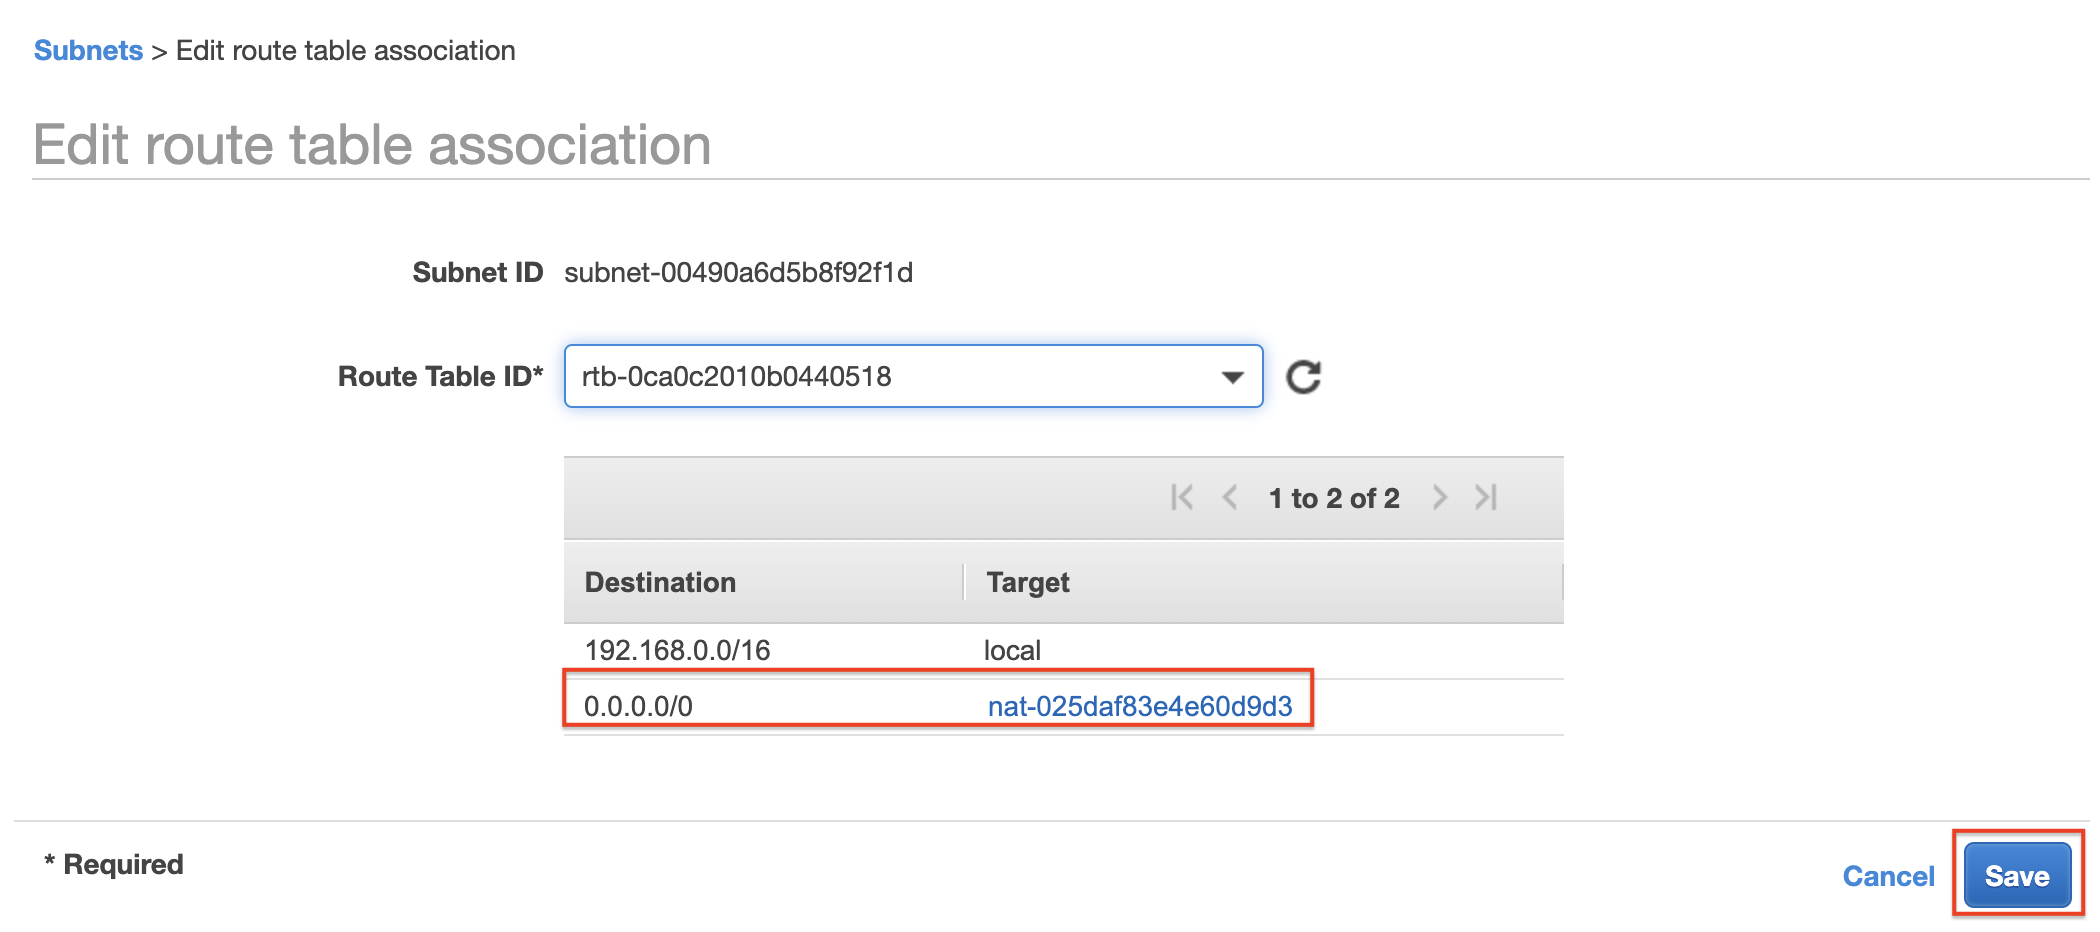 Subnets > Edit route table association
Edit route table association
Subnet ID subnet-00490a6d5b8f92f1d
Route Table ID* rtb-0ca0c2010b0440518
1 to 2 of 2
Destination Target
192.168.0.0/16 local
0.0.0.0/0 nat-025daf83e4e60d9d3
* Required
Cancel Save